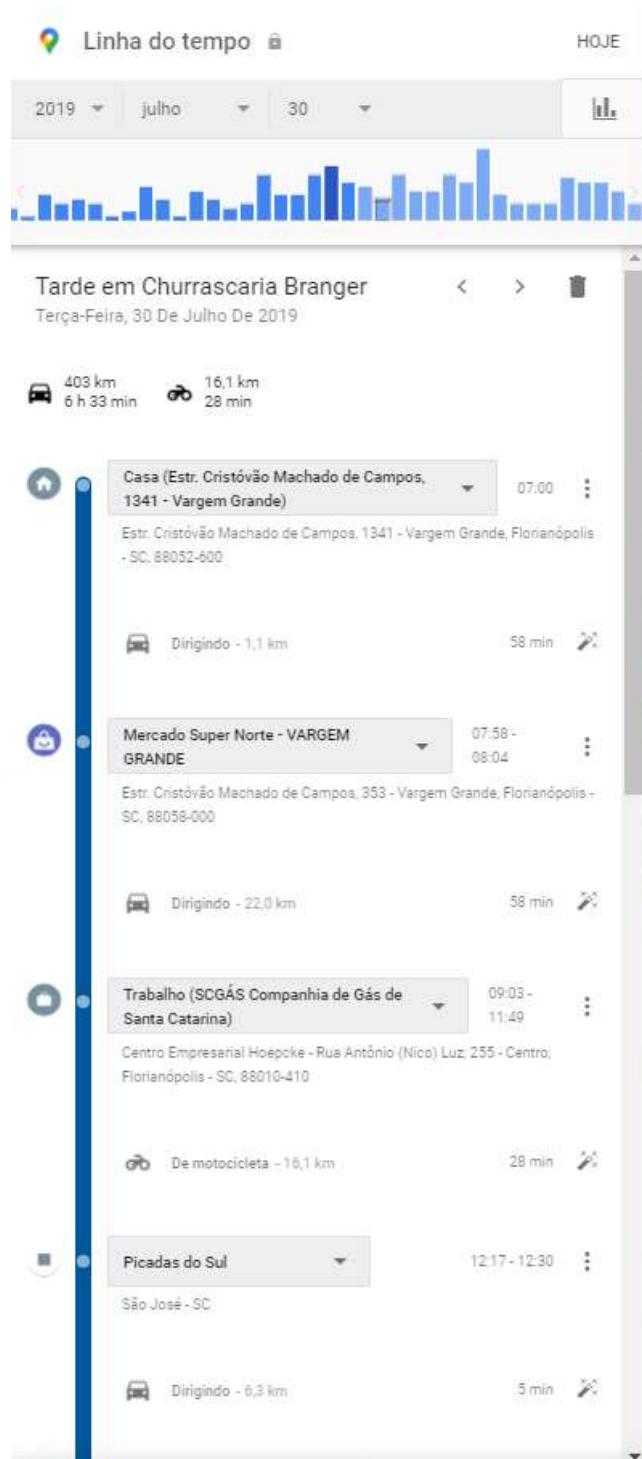 Linha do tempo
HOJE
2019 julho 30
Tarde em Churrascaria Branger
Terça-Feira, 30 De Julho De 2019
403 km
6 h 33 min
16,1 km
28 min
Casa (Estr. Cristóvão Machado de Campos,
1341 - Vargem Grande)
07:00
Estr. Cristóvão Machado de Campos, 1341 - Vargem Grande, Florianópolis
- SC, 88052-600
Dirigindo - 1,1 km
58 min
Mercado Super Norte - VARGEM
GRANDE
07:58 -
08:04
Estr. Cristóvão Machado de Campos, 353 - Vargem Grande, Florianópolis -
SC, 88058-000
Dirigindo - 22,0 km
58 min
Trabalho (SCGÁS Companhia de Gás de
Santa Catarina)
09:03 -
11:49
Centro Empresarial Hoepcke - Rua Antônio (Nico) Luz, 255 - Centro,
Florianópolis - SC, 88010-410
De motocicleta - 16,1 km
28 min
Picadas do Sul
12:17 - 12:30
São José - SC
Dirigindo - 6,3 km
5 min